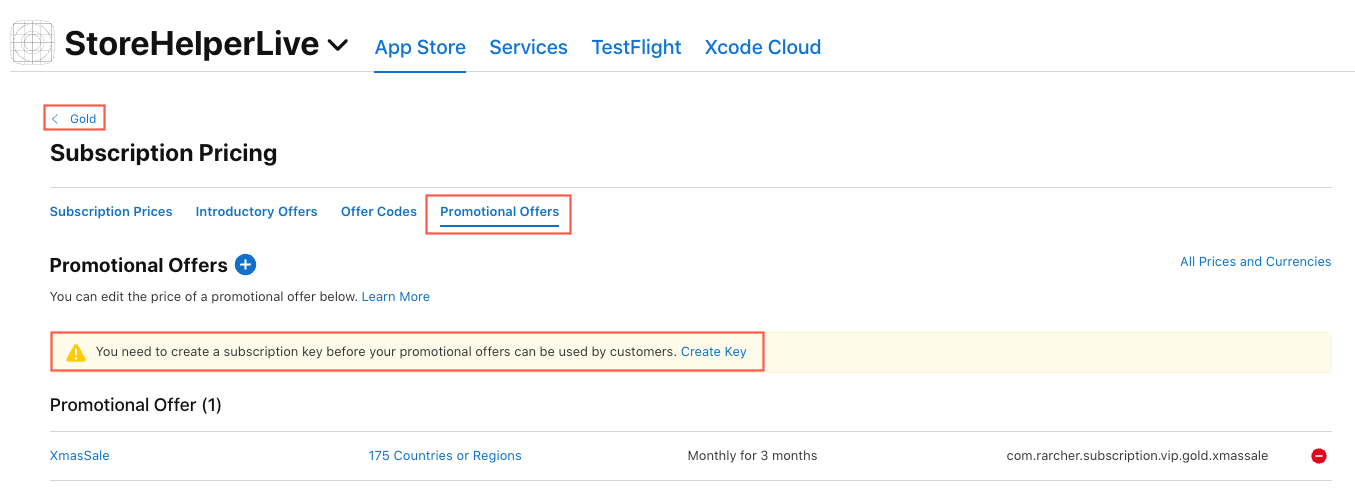 StoreHelperLive App Store Services TestFlight Xcode Cloud
Gold
Subscription Pricing
Subscription Prices Introductory Offers Offer Codes Promotional Offers
Promotional Offers All Prices and Currencies
You can edit the price of a promotional offer below. Learn More
You need to create a subscription key before your promotional offers can be used by customers. Create Key
Promotional Offer (1)
XmasSale 175 Countries or Regions Monthly for 3 months com.rarcher.subscription.vip.gold.xmassale